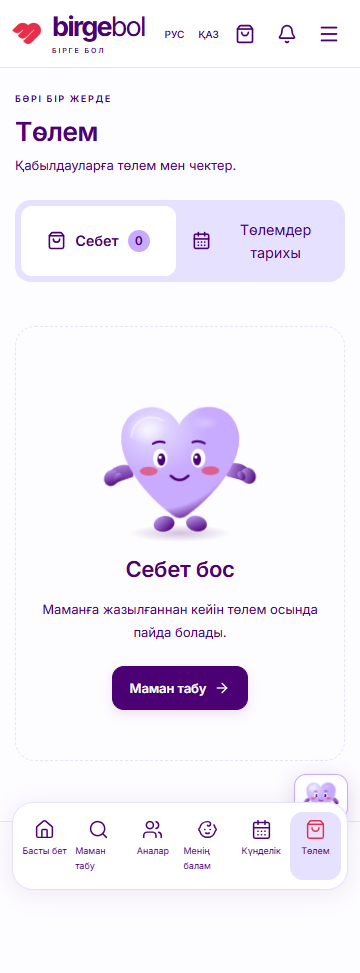 birgebol
БІРГЕ БОЛ
РУС ҚАЗ
БӘРІ БІР ЖЕРДЕ
Төлем
Қабылдауларға төлем мен чектер.
Себет 0
Төлемдер
тарихы
Себет бос
Маманға жазылғаннан кейін төлем осында
пайда болады.
Маман табу →
Басты бет
Маман
табу
Аналар
Менің
балам
Күнделік
Төлем